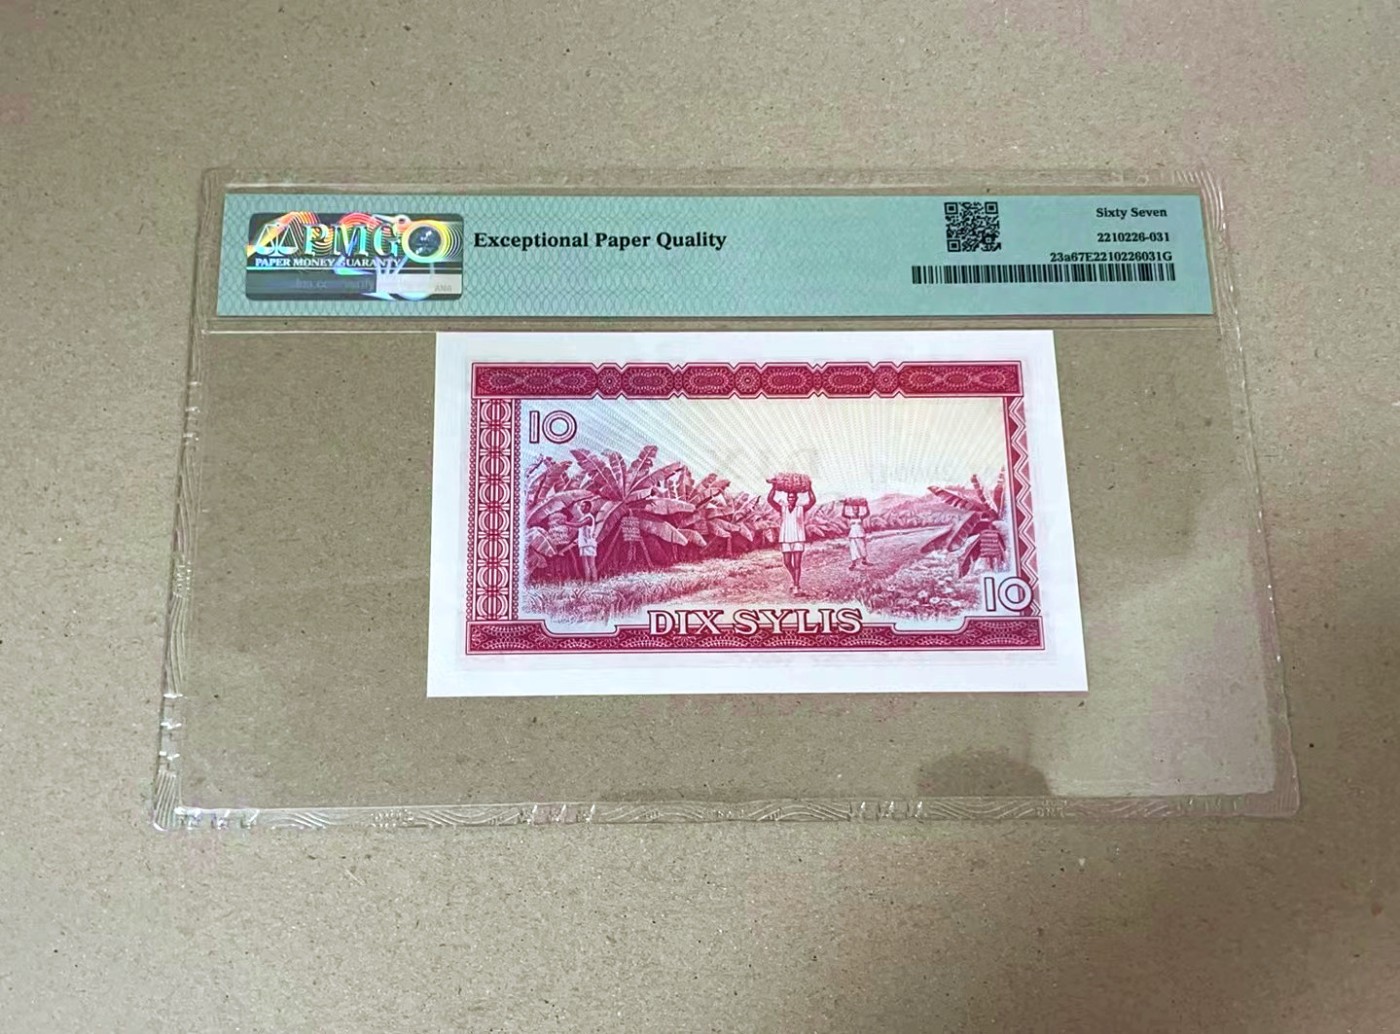 PMG
PAPER MONEY GUARANTY
Exceptional Paper Quality
Sixty Seven
2210226-031
23a67E2210226031G
10
10
DIX SYLIS